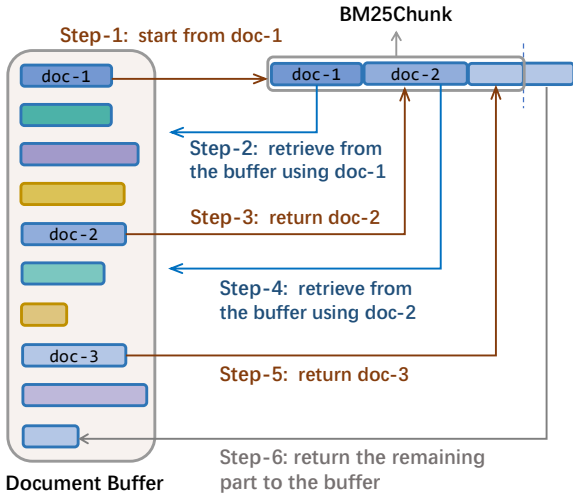 BM25Chunk
Step-1: start from doc-1
doc-1
doc-1
doc-2
Step-2: retrieve from
the buffer using doc-1
Step-3: return doc-2
doc-2
Step-4: retrieve from
the buffer using doc-2
doc-3
Step-5: return doc-3
Step-6: return the remaining
part to the buffer
Document Buffer